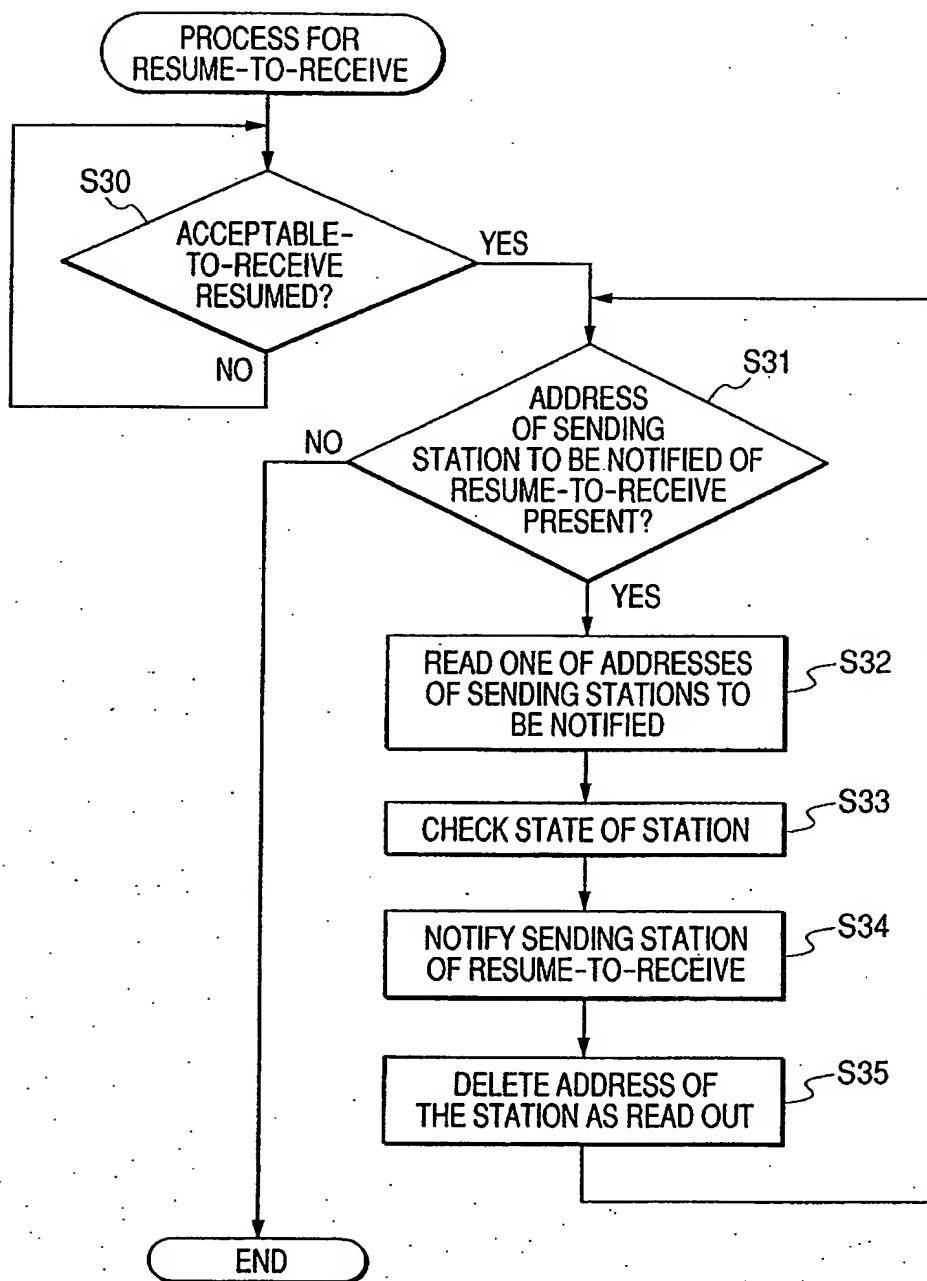 PROCESS FOR
RESUME-TO-RECEIVE
S30
ACCEPTABLE-
TO-RECEIVE
RESUMED?
YES
NO
S31
ADDRESS
OF SENDING
STATION TO BE NOTIFIED OF
RESUME-TO-RECEIVE
PRESENT?
NO
YES
READ ONE OF ADDRESSES
OF SENDING STATIONS TO
BE NOTIFIED
S32
CHECK STATE OF STATION
S33
NOTIFY SENDING STATION
OF RESUME-TO-RECEIVE
S34
DELETE ADDRESS OF
THE STATION AS READ OUT
S35
END